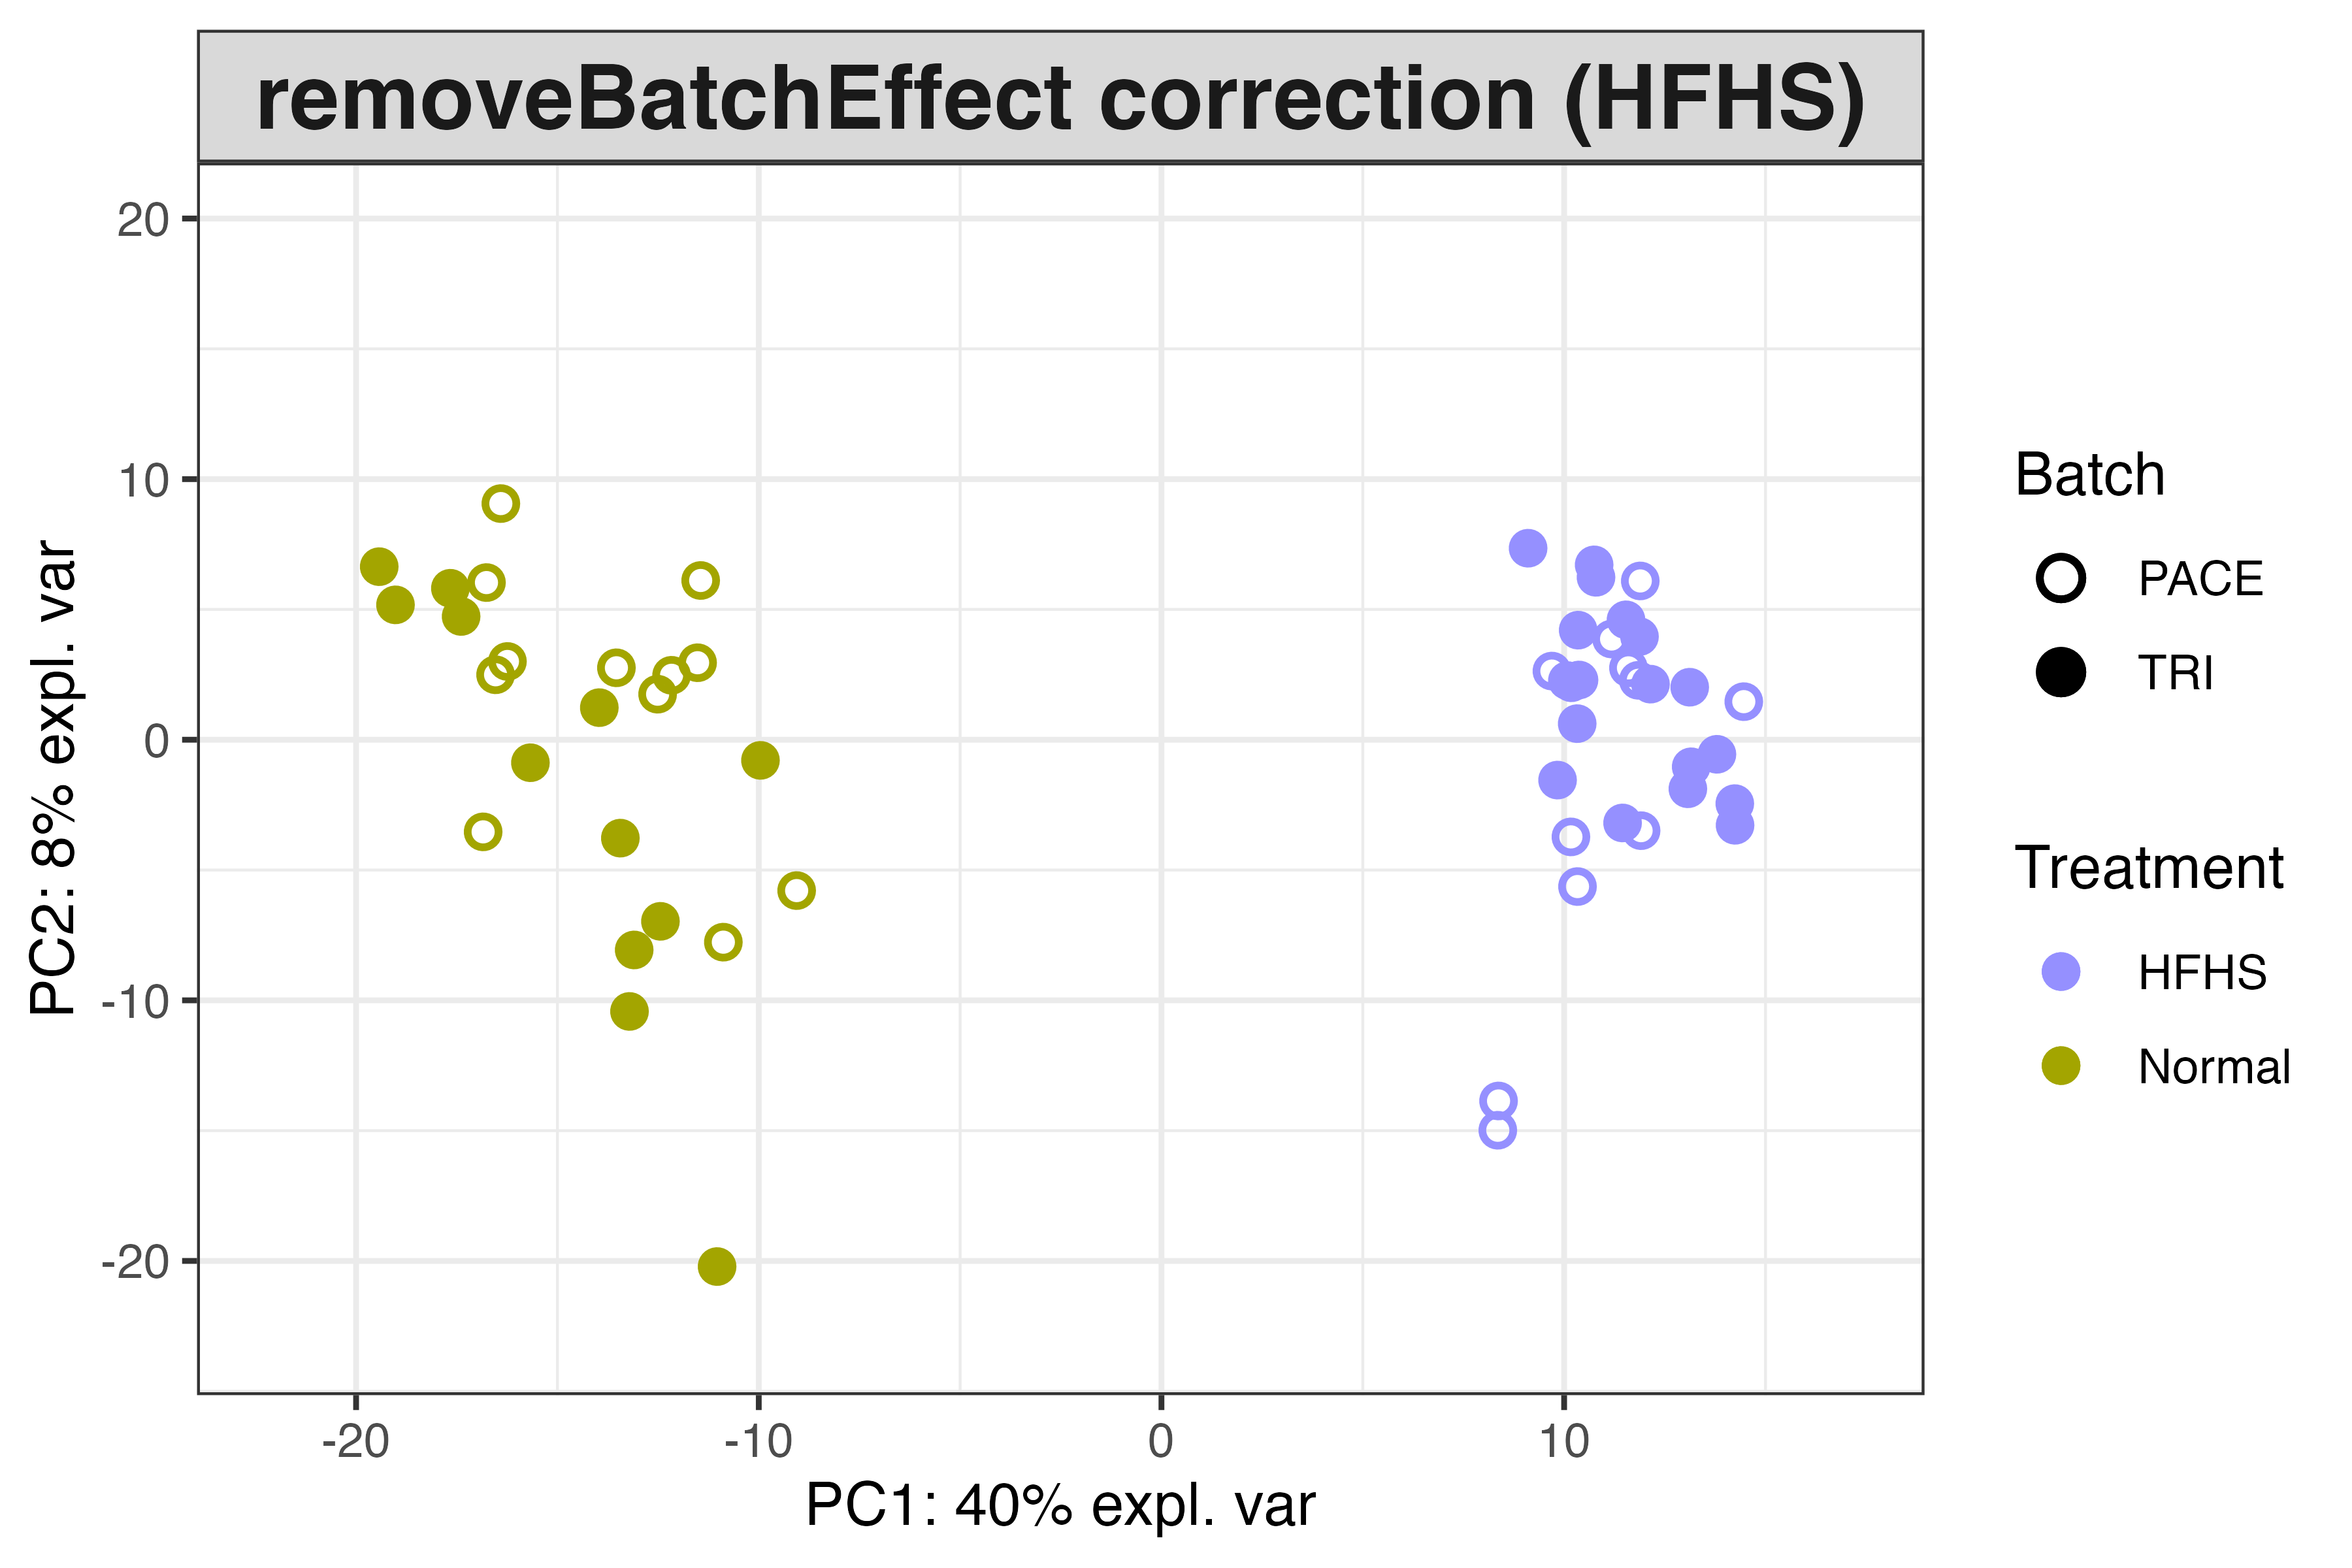 removeBatchEffect correction (HFHS)
20
10
0
-10
-20
PC2: 8% expl. var
-20
-10
0
10
PC1: 40% expl. var
Batch
PACE
TRI
Treatment
HFHS
Normal